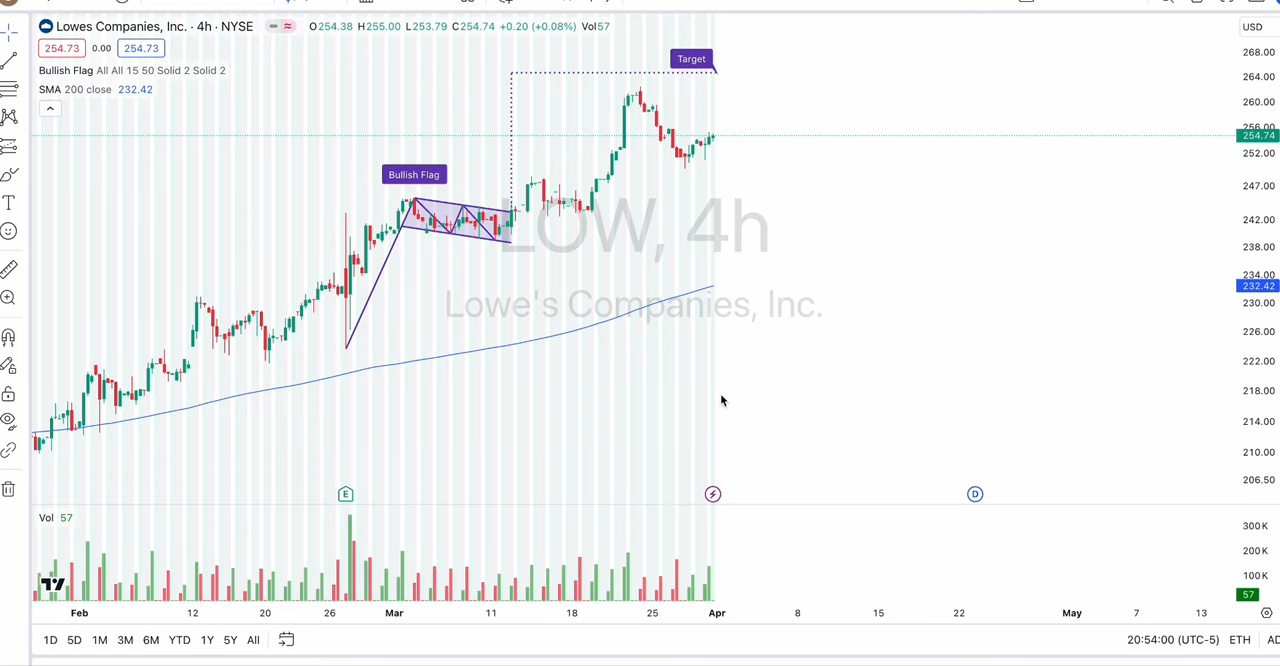 Lowes Companies, Inc. · 4h · NYSE O254.38 H255.00 L253.79 C254.74 +0.20 (+0.08%) Vol57
USD
254.73 0.00 254.73
Bullish Flag All All 15 50 Solid 2 Solid 2
SMA 200 close 232.42
Target
Bullish Flag
LOW, 4h
Lowe's Companies, Inc.
268.00
264.00
260.00
256.00
254.74
252.00
247.00
242.00
238.00
234.00
232.42
230.00
226.00
222.00
218.00
214.00
210.00
206.50
E
D
Vol 57
300 K
200 K
100 K
57
Feb 12 20 26 Mar 11 18 25 Apr 8 15 22 May 7 13
1D 5D 1M 3M 6M YTD 1Y 5Y All
20:54:00 (UTC-5) ETH AD